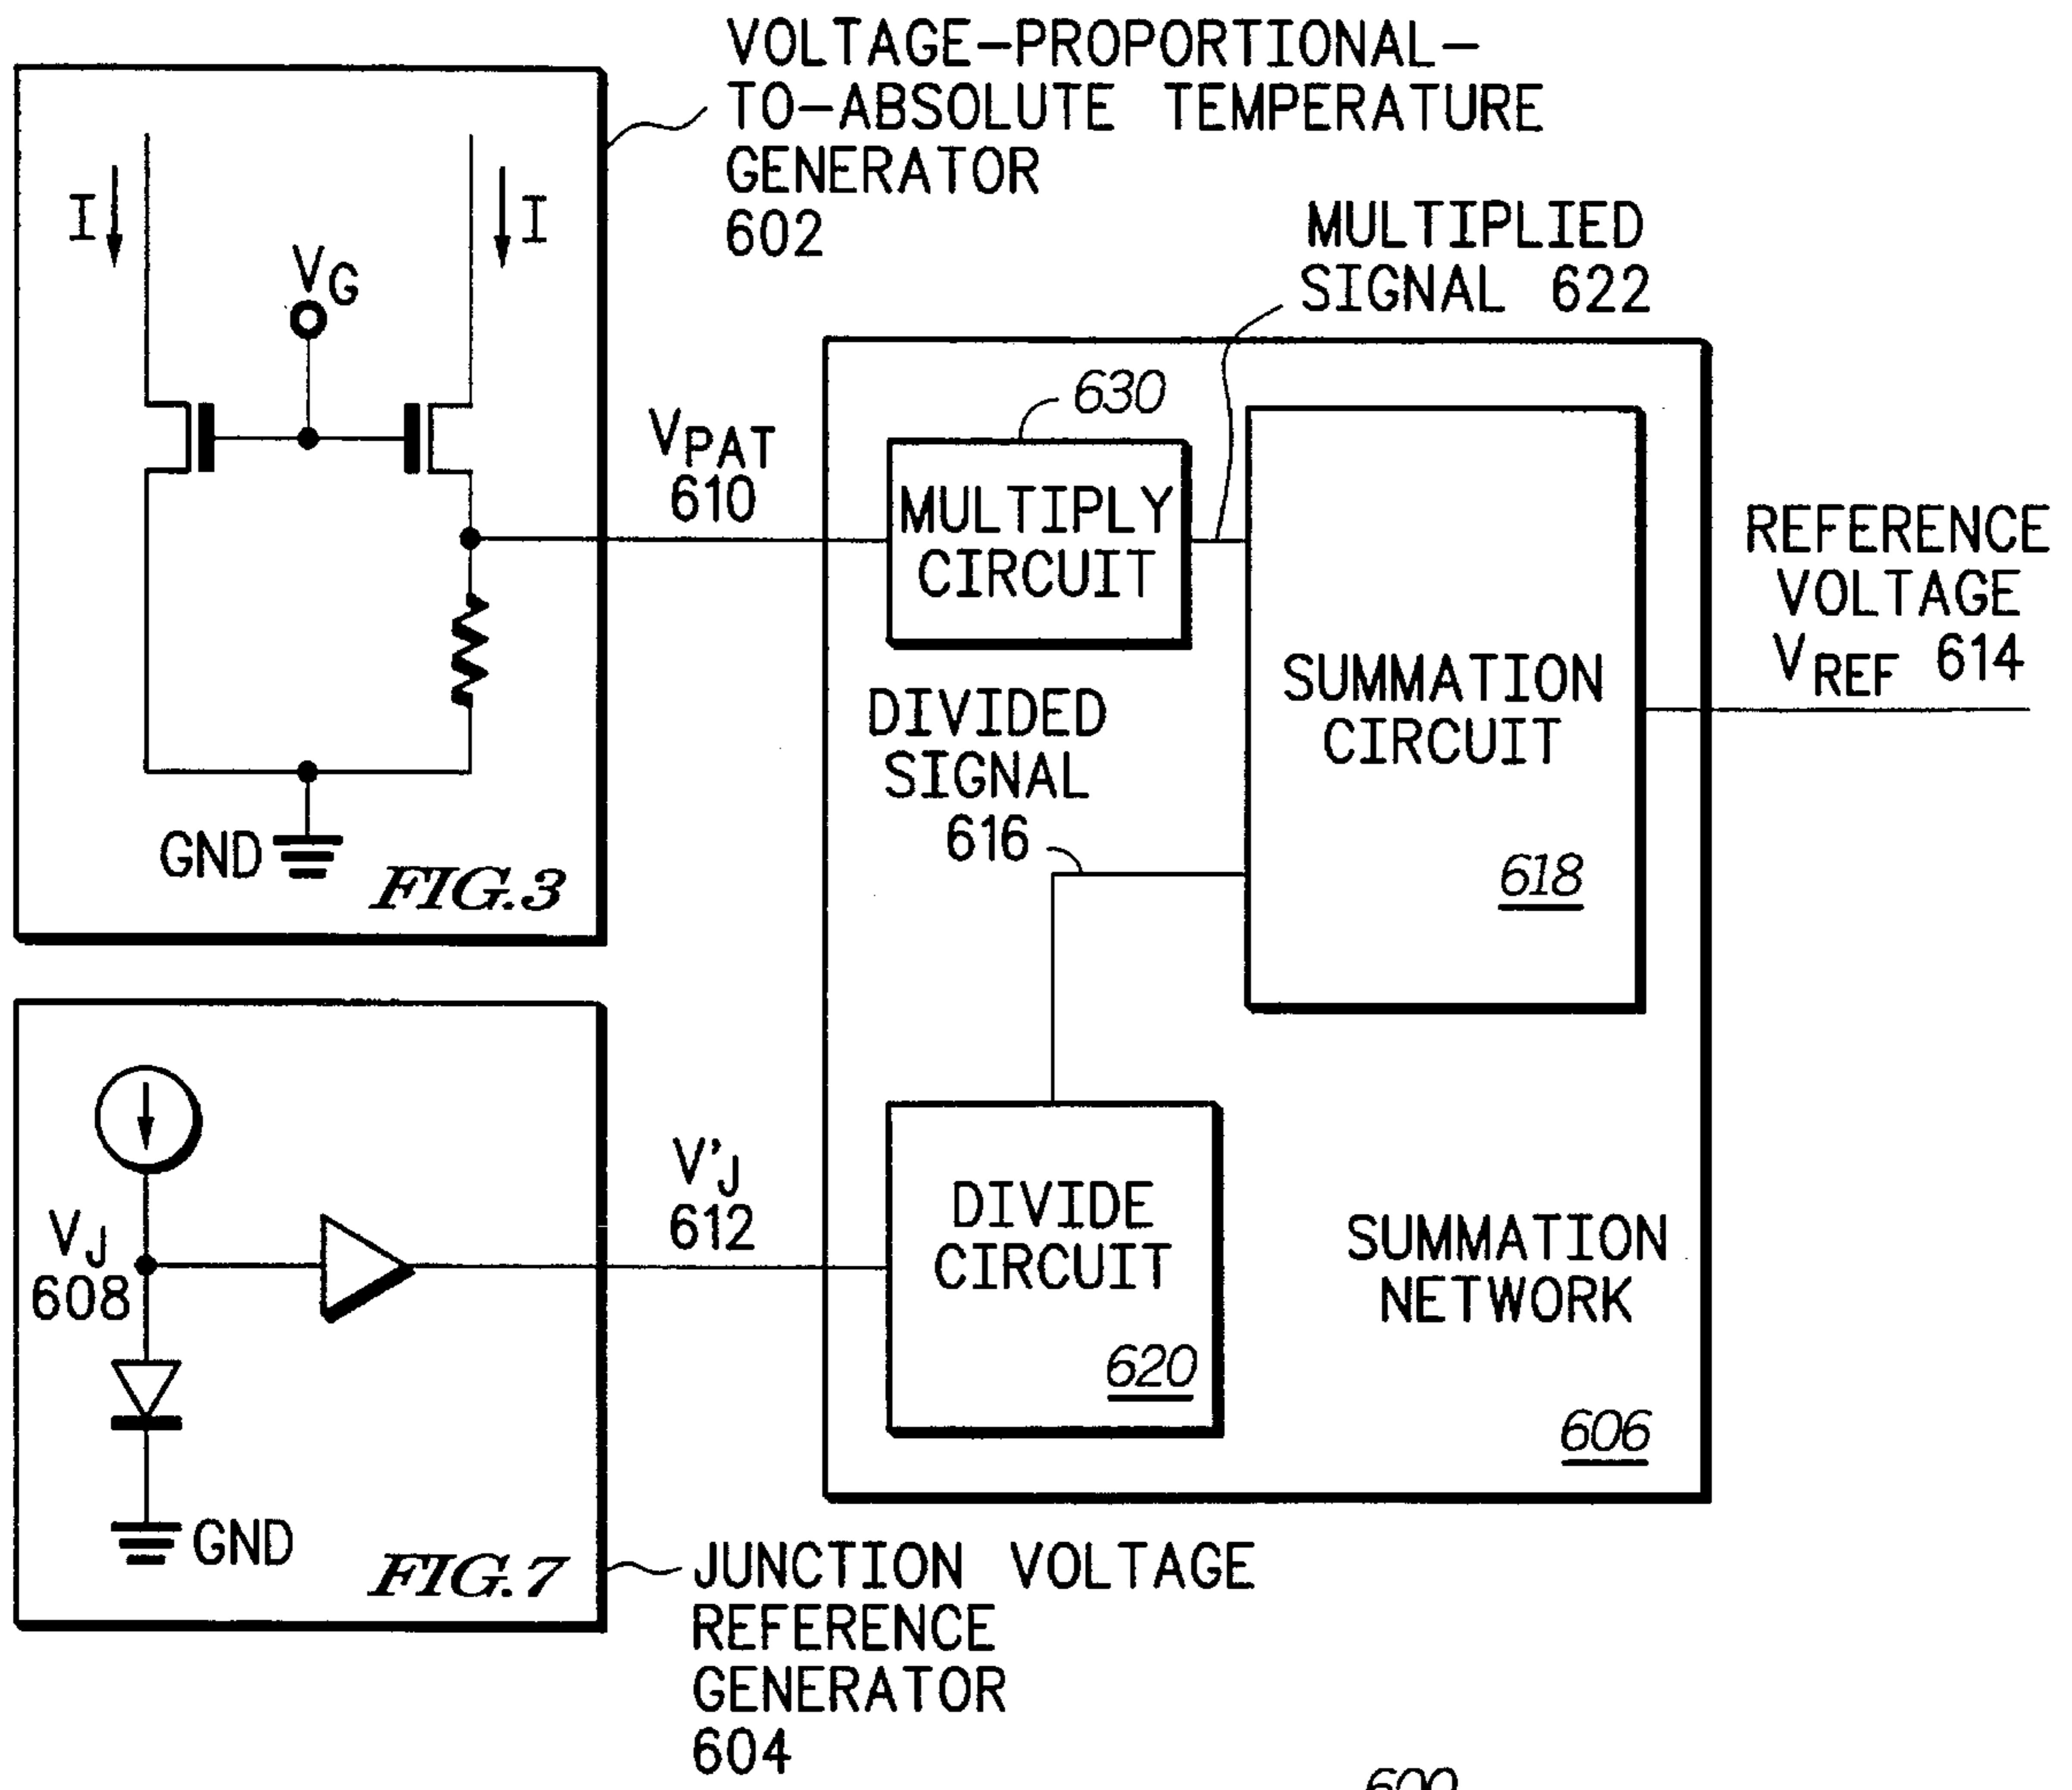 VOLTAGE-PROPORTIONAL-
TO-ABSOLUTE TEMPERATURE
GENERATOR
602
I
I
VG
MULTIPLIED
SIGNAL 622
630
VPAT
610
MULTIPLY
CIRCUIT
REFERENCE
VOLTAGE
VREF 614
SUMMATION
CIRCUIT
618
DIVIDED
SIGNAL
616
GND
FIG.3
VJ
608
V'J
612
DIVIDE
CIRCUIT
620
SUMMATION
NETWORK
606
GND
FIG.7
JUNCTION VOLTAGE
REFERENCE
GENERATOR
604